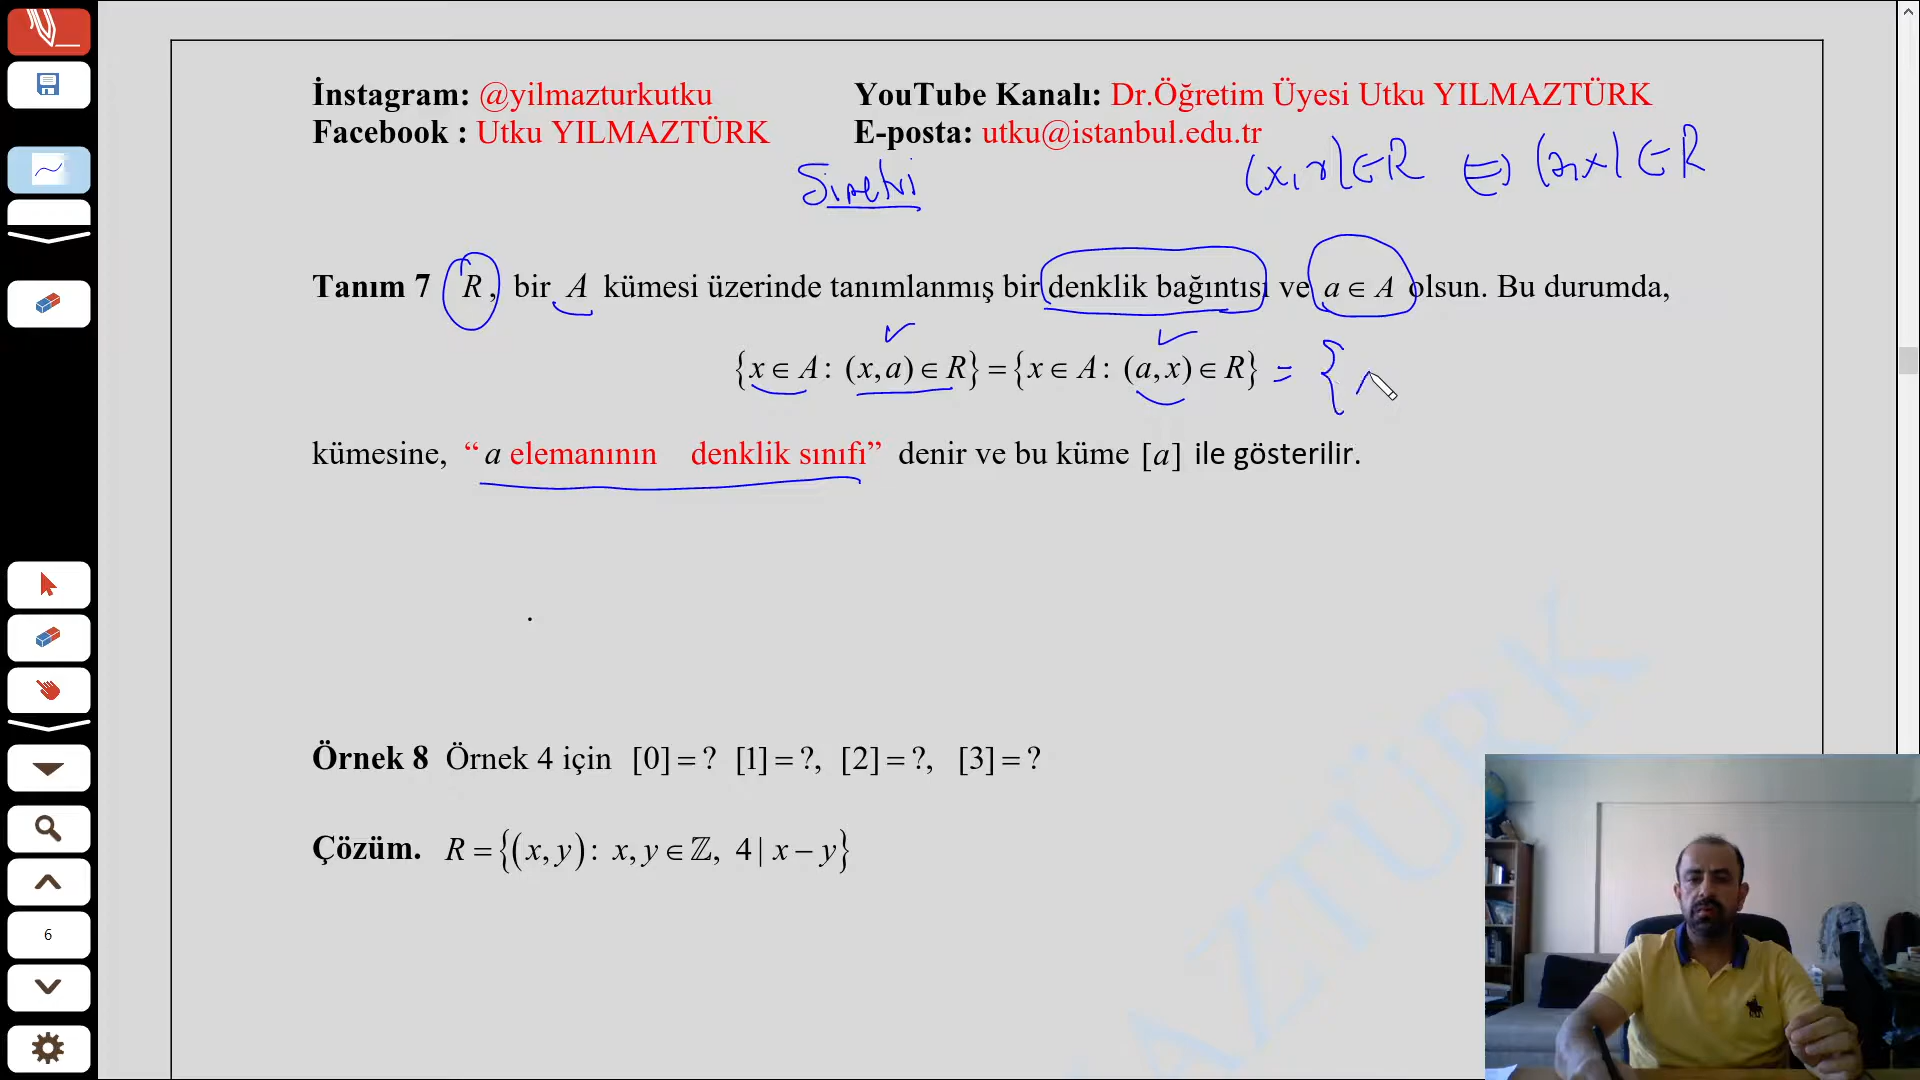 İnstagram: @yilmazturkutku YouTube Kanalı: Dr.Öğretim Üyesi Utku YILMAZTÜRK
Facebook : Utku YILMAZTÜRK E-posta: utku@istanbul.edu.tr
Simetri (x,y)∈R ⇔ (y,x)∈R
Tanım 7 R, bir A kümesi üzerinde tanımlanmış bir denklik bağıntısı ve a ∈ A olsun. Bu durumda,
{x ∈ A: (x,a) ∈ R} = {x ∈ A: (a,x) ∈ R} = {
kümesine, “a elemanının denklik sınıfı” denir ve bu küme [a] ile gösterilir.
.
Örnek 8 Örnek 4 için [0]=? [1]=?, [2]=?, [3]=?
Çözüm. R = {(x,y): x,y ∈ ℤ, 4| x − y}
6